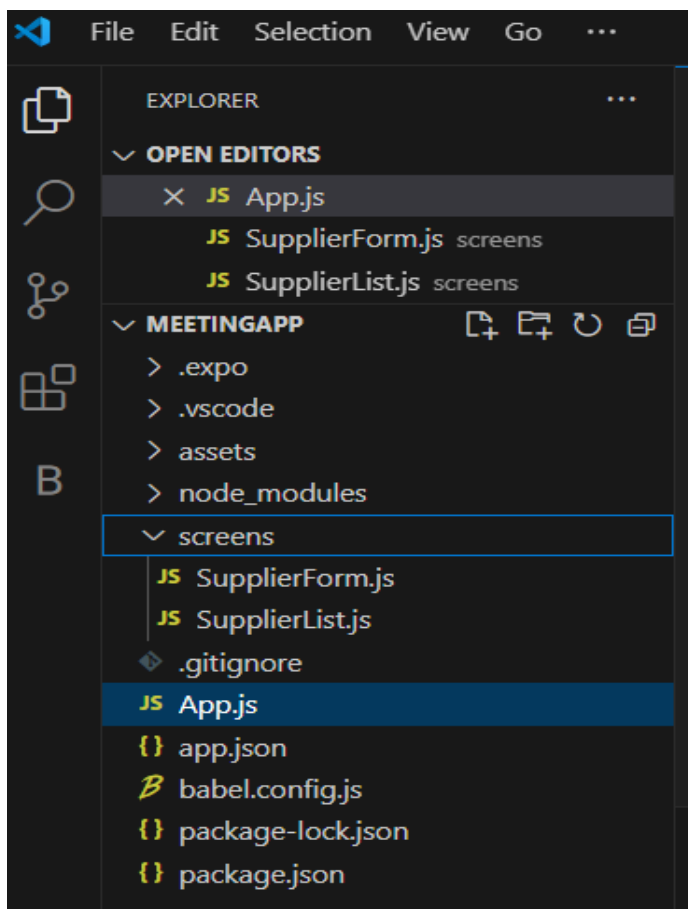 File Edit Selection View Go ...
EXPLORER ...
OPEN EDITORS
JS App.js
JS SupplierForm.js screens
JS SupplierList.js screens
MEETINGAPP
.expo
.vscode
assets
node_modules
screens
JS SupplierForm.js
JS SupplierList.js
.gitignore
JS App.js
{} app.json
babel.config.js
{} package-lock.json
{} package.json
B